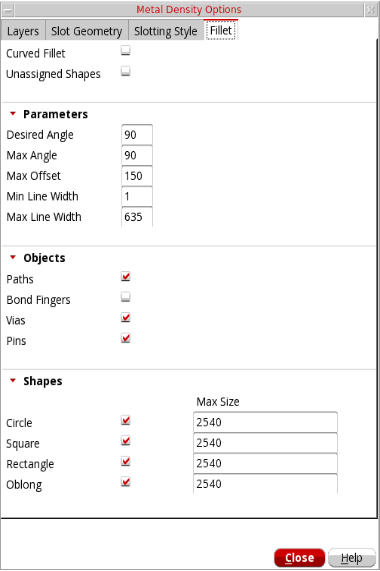 Metal Density Options
Layers Slot Geometry Slotting Style Fillet
Curved Fillet
Unassigned Shapes
Parameters
Desired Angle 90
Max Angle 90
Max Offset 150
Min Line Width 1
Max Line Width 635
Objects
Paths
Bond Fingers
Vias
Pins
Shapes
Max Size
Circle 2540
Square 2540
Rectangle 2540
Oblong 2540
Close Help